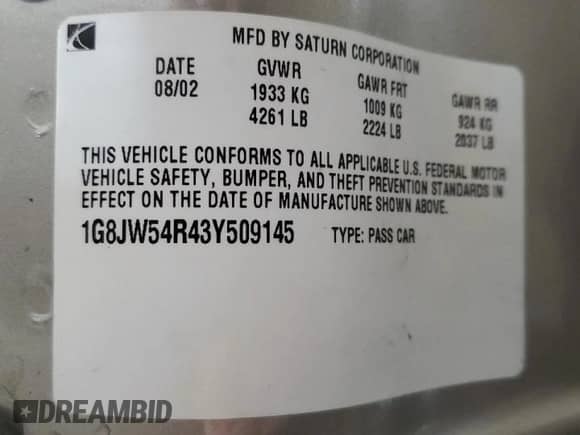 MFD BY SATURN CORPORATION
DATE GVWR GAWR FRT GAWR RR
08/02 1933 KG 1009 KG 924 KG
4261 LB 2224 LB 2037 LB
THIS VEHICLE CONFORMS TO ALL APPLICABLE U.S. FEDERAL MOTOR
VEHICLE SAFETY, BUMPER, AND THEFT PREVENTION STANDARDS IN
EFFECT ON THE DATE OF MANUFACTURE SHOWN ABOVE.
1G8JW54R43Y509145 TYPE: PASS CAR
DREAMBID